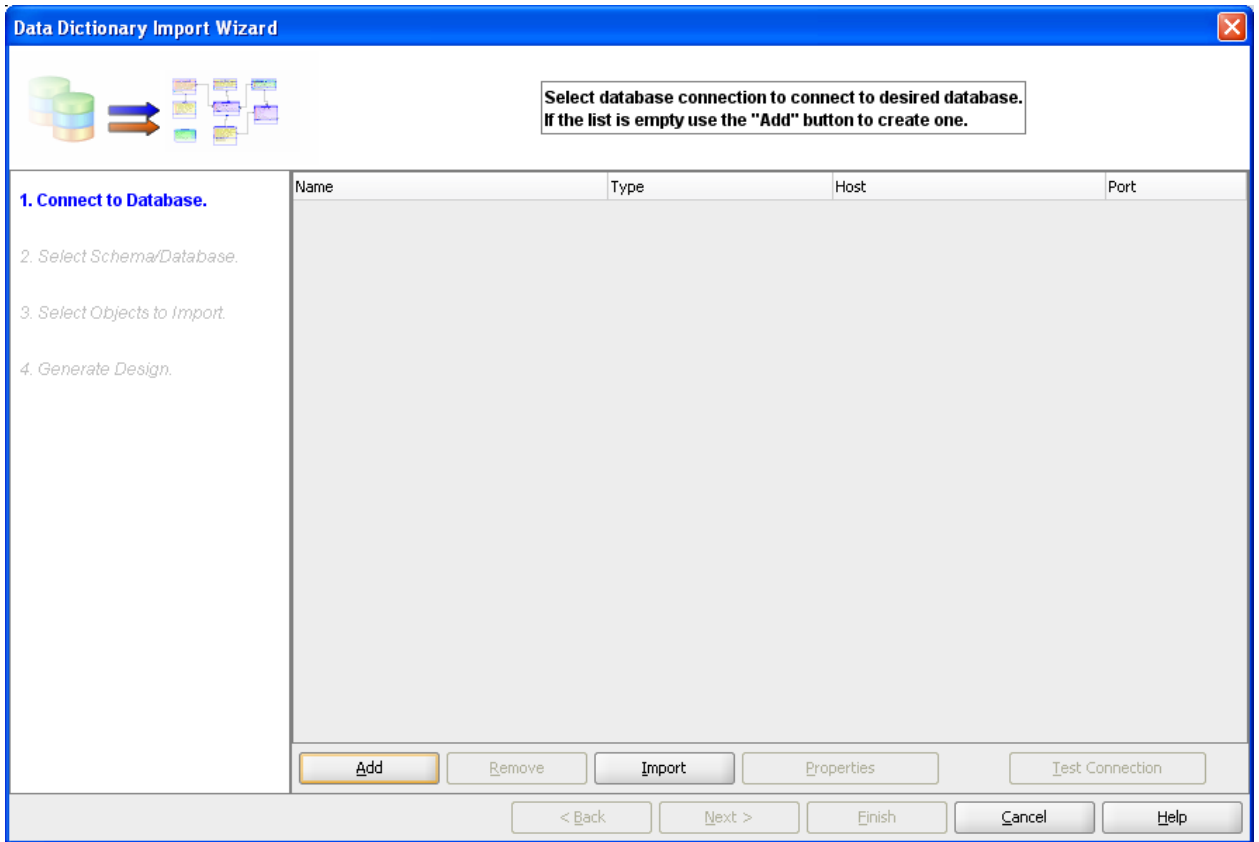 Data Dictionary Import Wizard
Select database connection to connect to desired database.
If the list is empty use the "Add" button to create one.
1. Connect to Database.
2. Select Schema/Database.
3. Select Objects to Import.
4. Generate Design.
Name Type Host Port
Add Remove Import Properties Test Connection
< Back Next > Finish Cancel Help